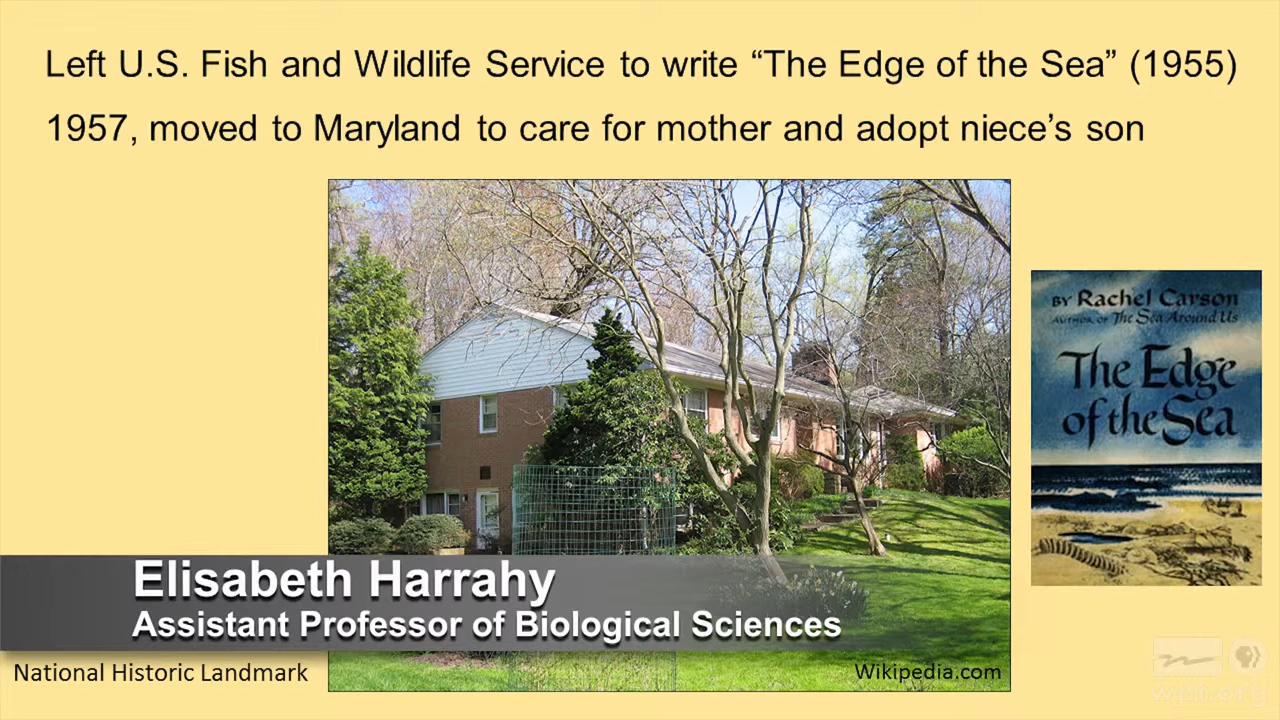 Left U.S. Fish and Wildlife Service to write “The Edge of the Sea” (1955)
1957, moved to Maryland to care for mother and adopt niece’s son
BY Rachel Carson
AUTHOR OF The Sea Around Us
The Edge
of the Sea
Elisabeth Harrahy
Assistant Professor of Biological Sciences
National Historic Landmark
Wikipedia.com
wpt.org